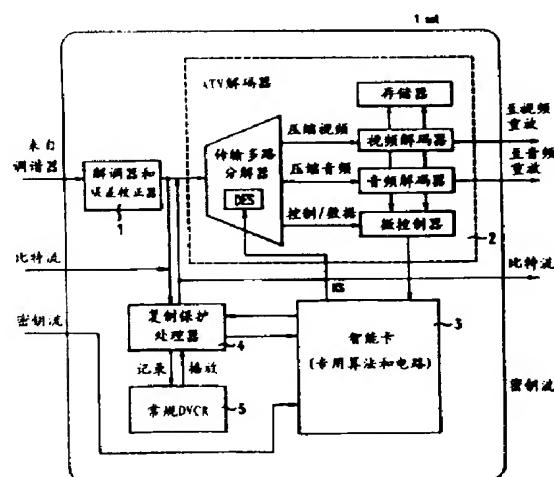 1 set
ATV解码器
存储器
来自
调谐器
解调器和
误差校正器
1
传输多路
分解器
DES
压缩视频
压缩音频
控制/数据
视频解码器
音频解码器
微控制器
至视频
重放
至音频
重放
2
比特流
比特流
KS
密钥流
复制保护
处理器
4
记录
播放
常规DVCR
5
智能卡
(专用算法和电路)
3
密钥流